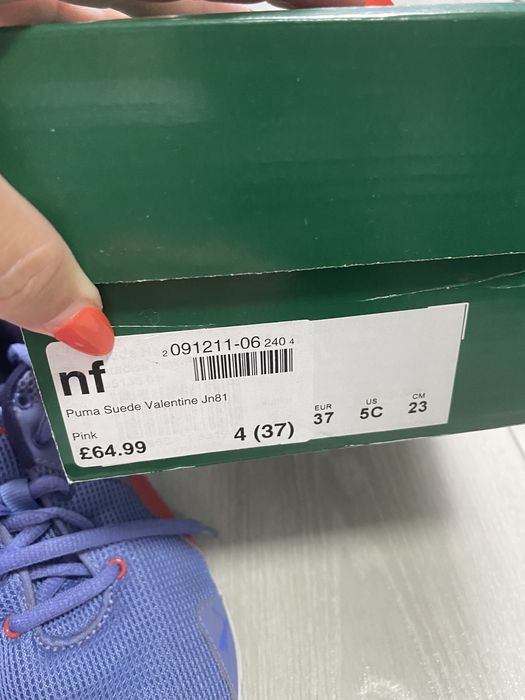 2 091211-06 240 4
nf
Puma Suede Valentine Jn81
Pink
£64.99
4 (37)
EUR
37
US
5C
CM
23